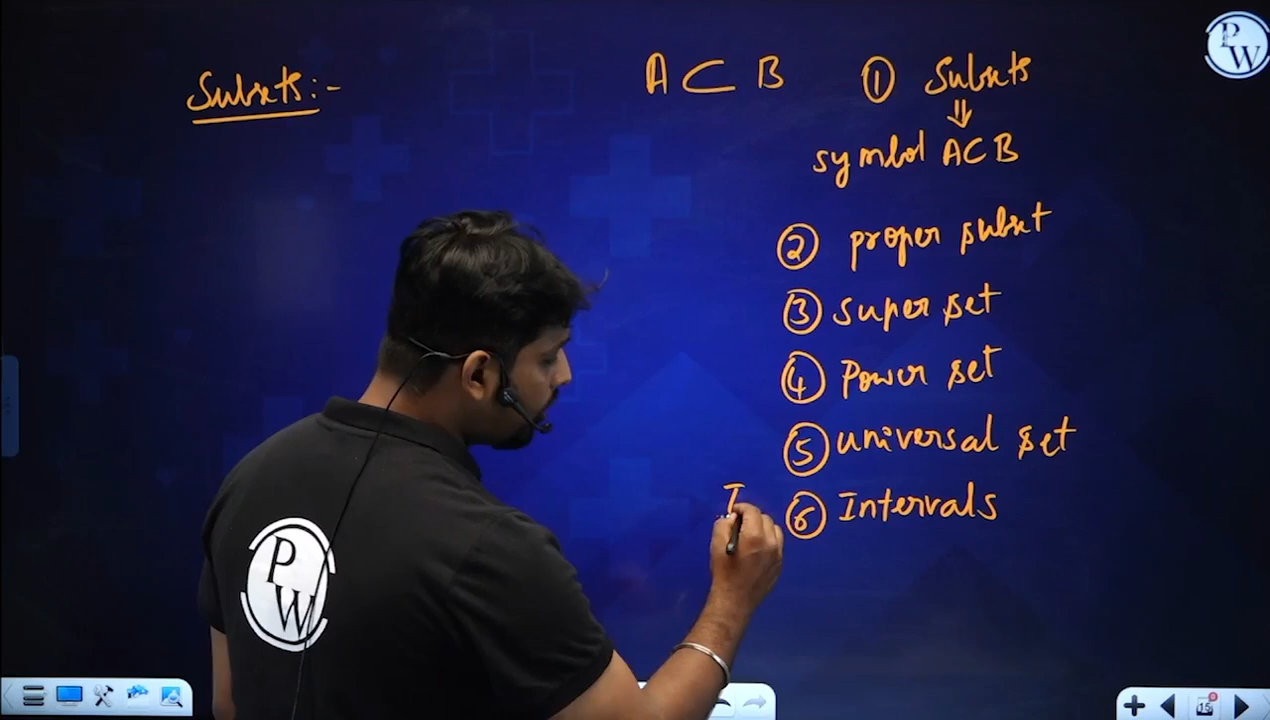 Subsets :-
A ⊂ B
① Subsets
⇓
symbol A ⊂ B
② proper subset
③ super set
④ Power set
⑤ universal set
⑥ Intervals
I
PW
PW
15